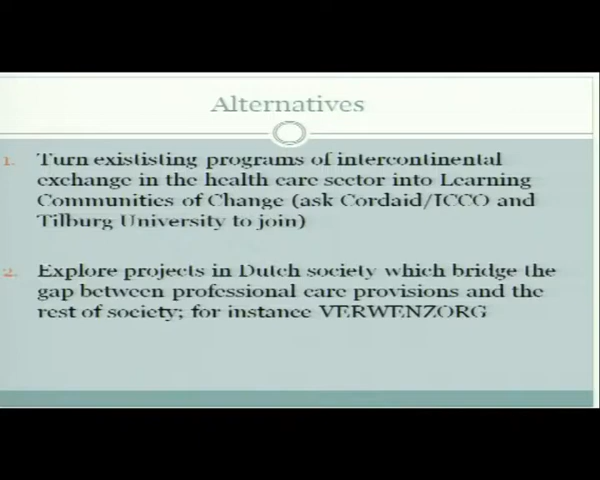 Alternatives
1. Turn exististing programs of intercontinental
exchange in the health care sector into Learning
Communities of Change (ask Cordaid/ICCO and
Tilburg University to join)
2. Explore projects in Dutch society which bridge the
gap between professional care provisions and the
rest of society; for instance VERWENZORG